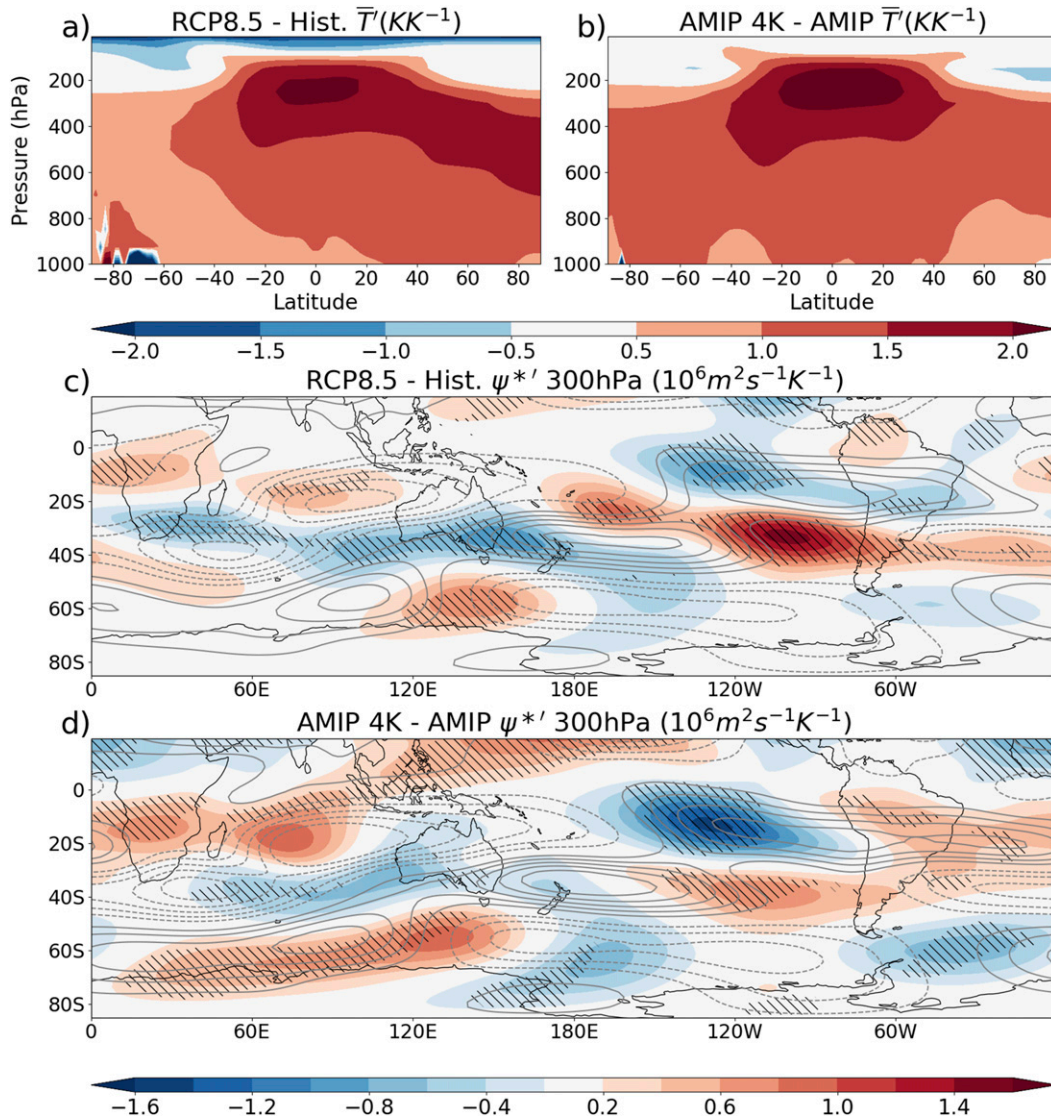 a) RCP8.5 - Hist. T̅'(KK⁻¹)
b) AMIP 4K - AMIP T̅'(KK⁻¹)
Pressure (hPa)
200
400
600
800
1000
200
400
600
800
1000
−80 −60 −40 −20 0 20 40 60 80
−80 −60 −40 −20 0 20 40 60 80
Latitude
Latitude
−2.0 −1.5 −1.0 −0.5 0.5 1.0 1.5 2.0
c) RCP8.5 - Hist. ψ*′ 300hPa (10⁶m²s⁻¹K⁻¹)
0
20S
40S
60S
80S
0 60E 120E 180E 120W 60W
d) AMIP 4K - AMIP ψ*′ 300hPa (10⁶m²s⁻¹K⁻¹)
0
20S
40S
60S
80S
0 60E 120E 180E 120W 60W
−1.6 −1.2 −0.8 −0.4 0.2 0.6 1.0 1.4